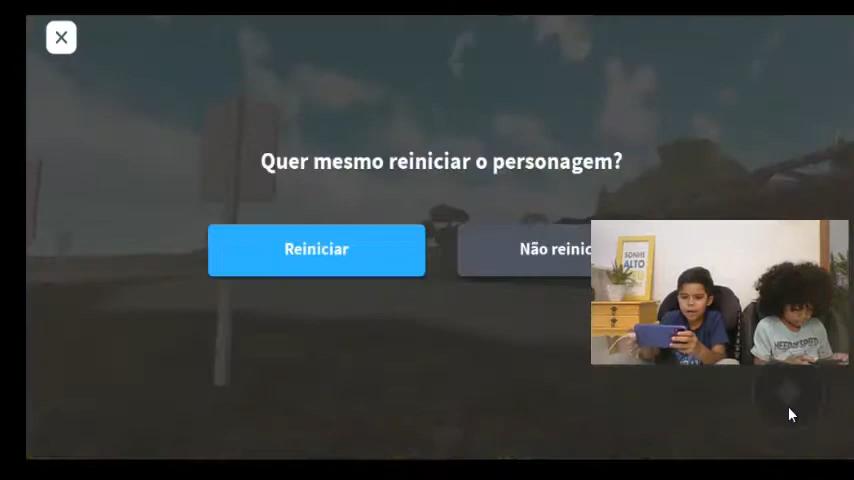 Quer mesmo reiniciar o personagem?
Reiniciar
Não reinic
SONHE
ALTO